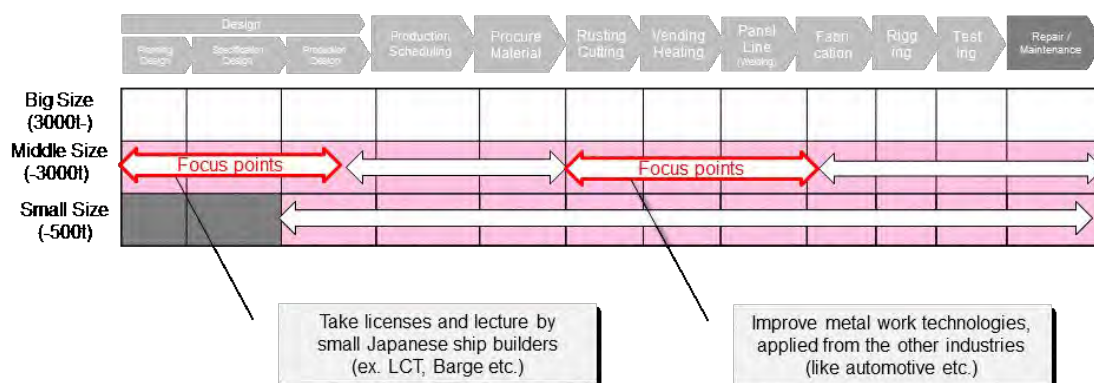 Design
Planning
Design
Specification
Design
Production
Design
Production
Scheduling
Procure
Material
Rusting
Cutting
Vending
Heating
Panel
Line
(Welding)
Fabri
cation
Rigg
ing
Test
ing
Repair /
Maintenance
Big Size
(3000t-)
Middle Size
(-3000t)
Focus points
Focus points
Small Size
(-500t)
Take licenses and lecture by
small Japanese ship builders
(ex. LCT, Barge etc.)
Improve metal work technologies,
applied from the other industries
(like automotive etc.)